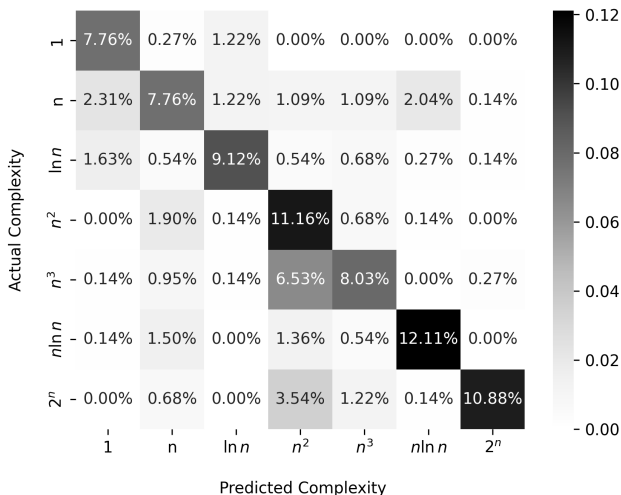 1 7.76% 0.27% 1.22% 0.00% 0.00% 0.00% 0.00%
n 2.31% 7.76% 1.22% 1.09% 1.09% 2.04% 0.14%
ln n 1.63% 0.54% 9.12% 0.54% 0.68% 0.27% 0.14%
n² 0.00% 1.90% 0.14% 11.16% 0.68% 0.14% 0.00%
n³ 0.14% 0.95% 0.14% 6.53% 8.03% 0.00% 0.27%
n ln n 0.14% 1.50% 0.00% 1.36% 0.54% 12.11% 0.00%
2ⁿ 0.00% 0.68% 0.00% 3.54% 1.22% 0.14% 10.88%
1 n ln n n² n³ n ln n 2ⁿ
Predicted Complexity
Actual Complexity
0.12
0.10
0.08
0.06
0.04
0.02
0.00